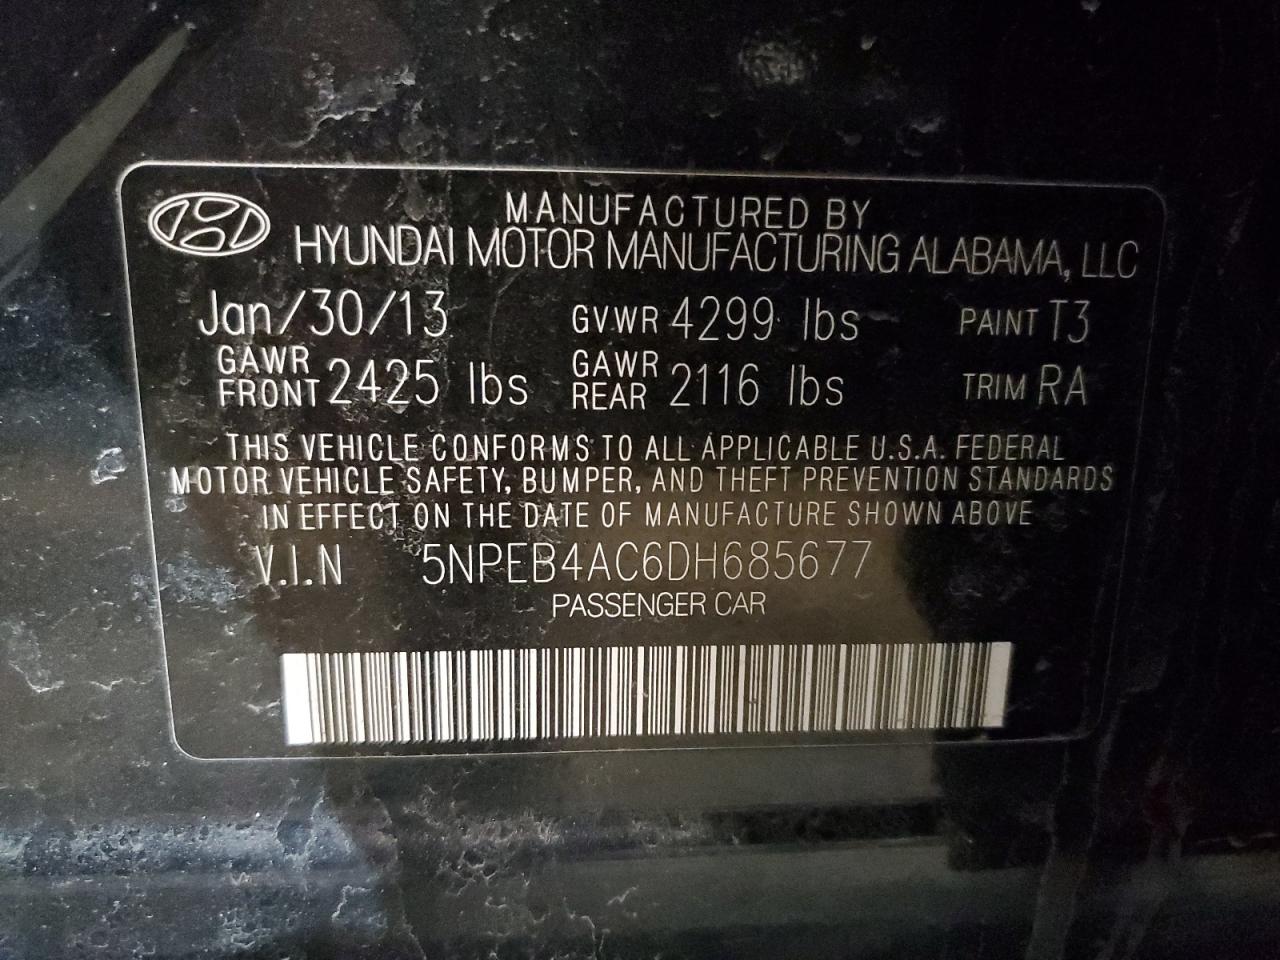 MANUFACTURED BY
HYUNDAI MOTOR MANUFACTURING ALABAMA, LLC
Jan/30/13 GVWR 4299 lbs PAINT T3
GAWR FRONT 2425 lbs GAWR REAR 2116 lbs TRIM RA
THIS VEHICLE CONFORMS TO ALL APPLICABLE U.S.A. FEDERAL
MOTOR VEHICLE SAFETY, BUMPER, AND THEFT PREVENTION STANDARDS
IN EFFECT ON THE DATE OF MANUFACTURE SHOWN ABOVE
V.I.N 5NPEB4AC6DH685677
PASSENGER CAR